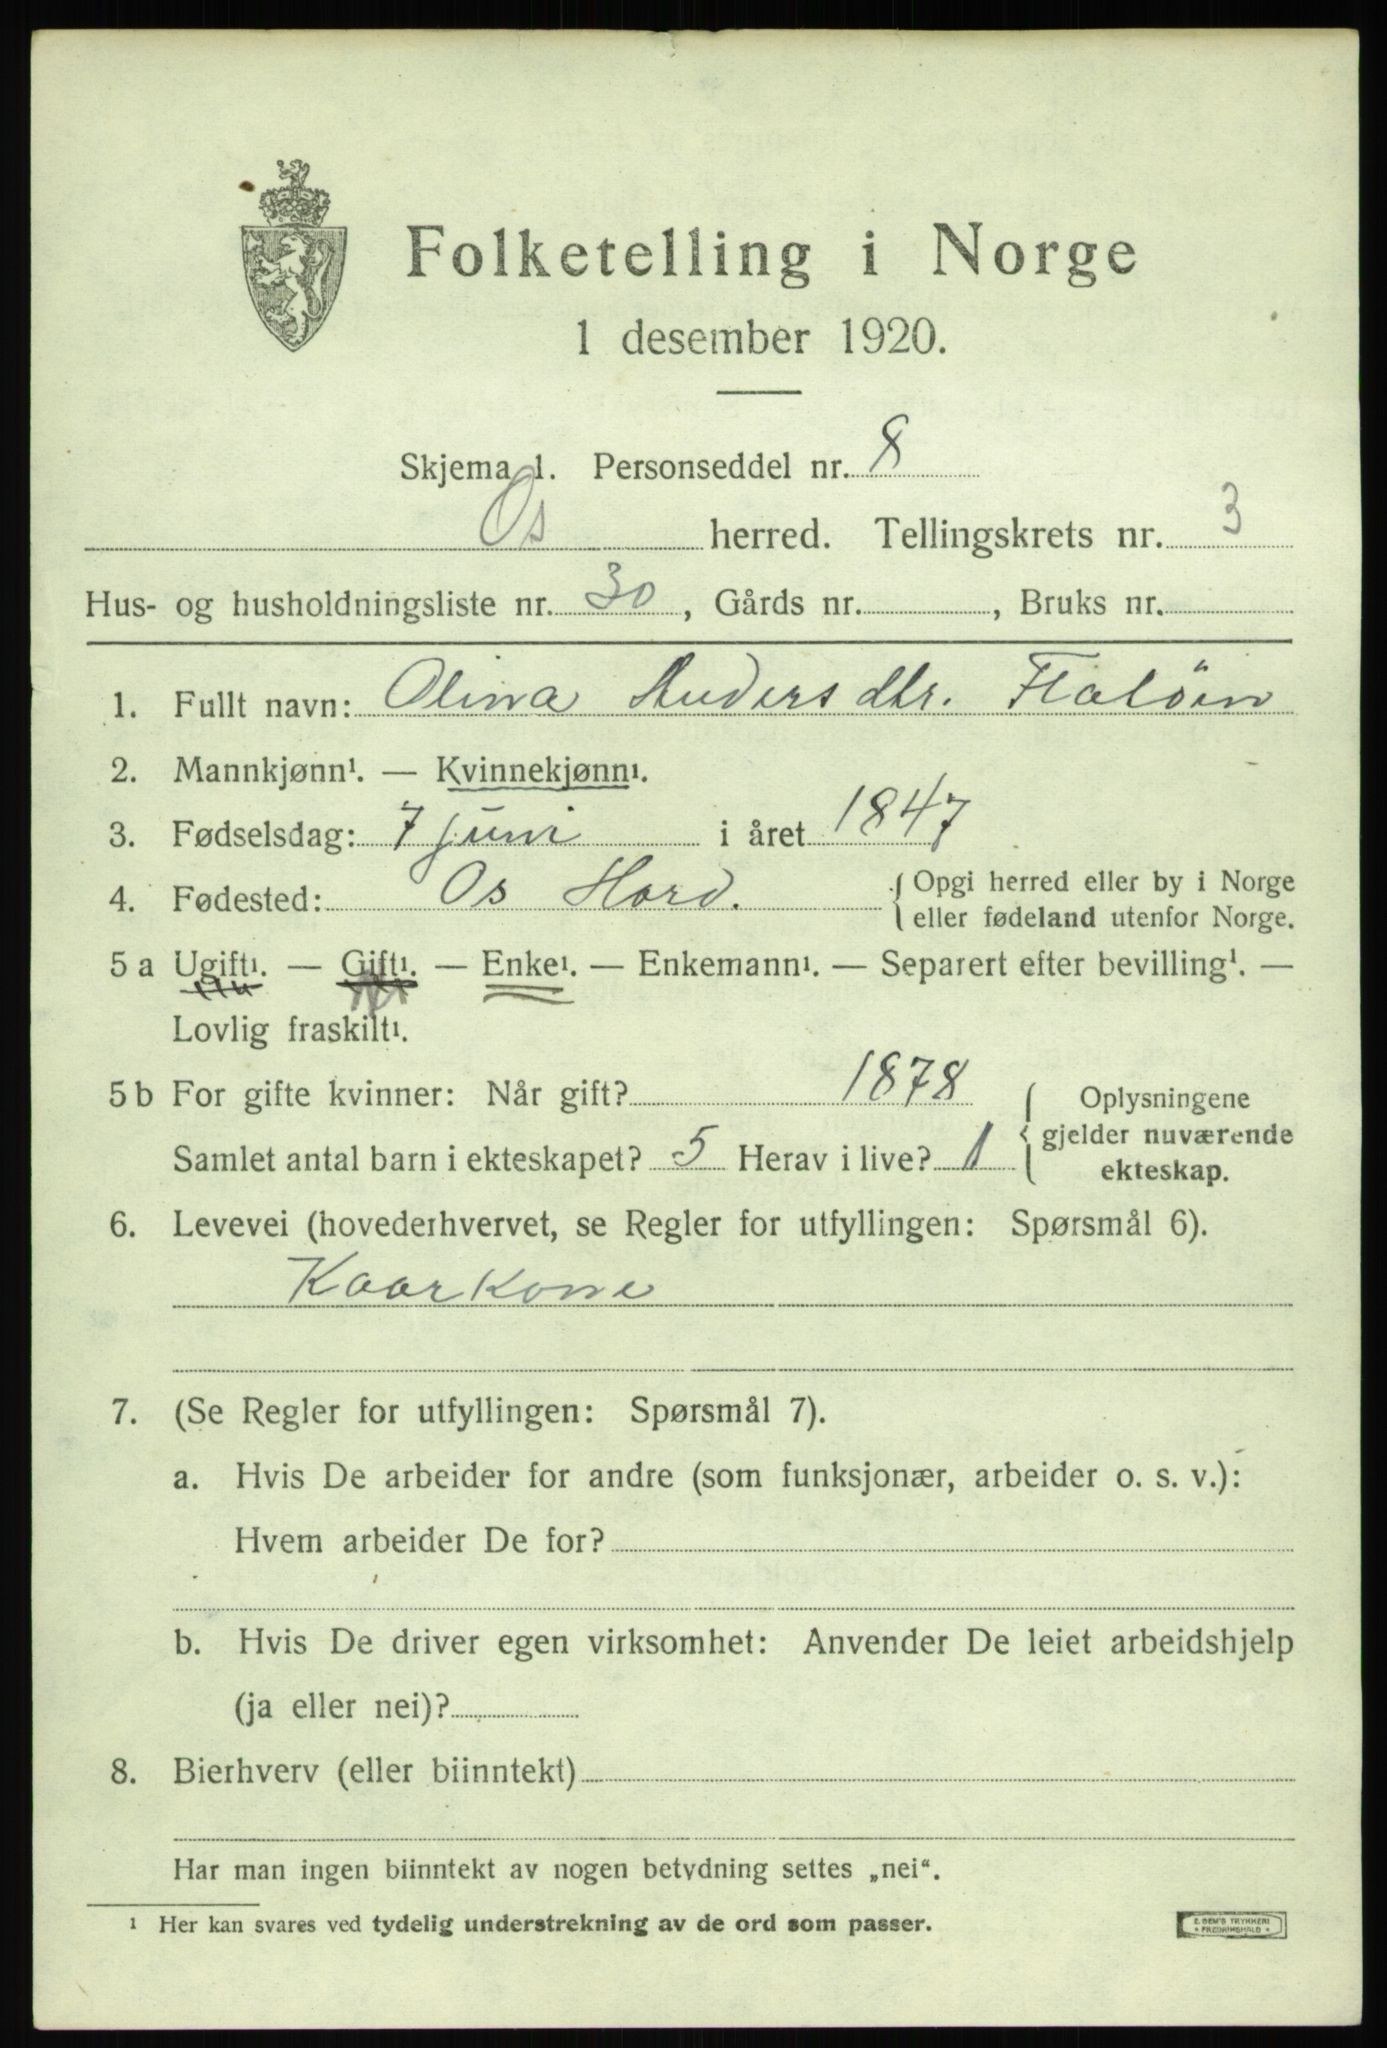 Folketelling i Norge
1 desember 1920.
Skjema 1. Personseddel nr. 8
Os herred. Tellingskrets nr. 3
Hus- og husholdningsliste nr. 30, Gårds nr. , Bruks nr.
1. Fullt navn: Olina Andersdtr. Flatöin
2. Mannkjønn¹. — Kvinnekjønn¹.
3. Fødselsdag: 7 juni i året 1847
4. Fødested: Os Hord. { Opgi herred eller by i Norge
eller fødeland utenfor Norge.
5 a Ugift¹. — Gift¹. — Enke¹. — Enkemann¹. — Separert efter bevilling¹. —
Lovlig fraskilt¹.
5 b For gifte kvinner: Når gift? 1878 { Oplysningene
gjelder nuværende
Samlet antal barn i ekteskapet? 5 Herav i live? 1
ekteskap.
6. Levevei (hovederhvervet, se Regler for utfyllingen: Spørsmål 6).
Kaarkone
7. (Se Regler for utfyllingen: Spørsmål 7).
a. Hvis De arbeider for andre (som funksjonær, arbeider o. s. v.):
Hvem arbeider De for?
b. Hvis De driver egen virksomhet: Anvender De leiet arbeidshjelp
(ja eller nei)?
8. Bierhverv (eller biinntekt)
Har man ingen biinntekt av nogen betydning settes „nei“.
¹ Her kan svares ved tydelig understrekning av de ord som passer.
E. SEM'S TRYKKERI
• FREDRIKSHALD •